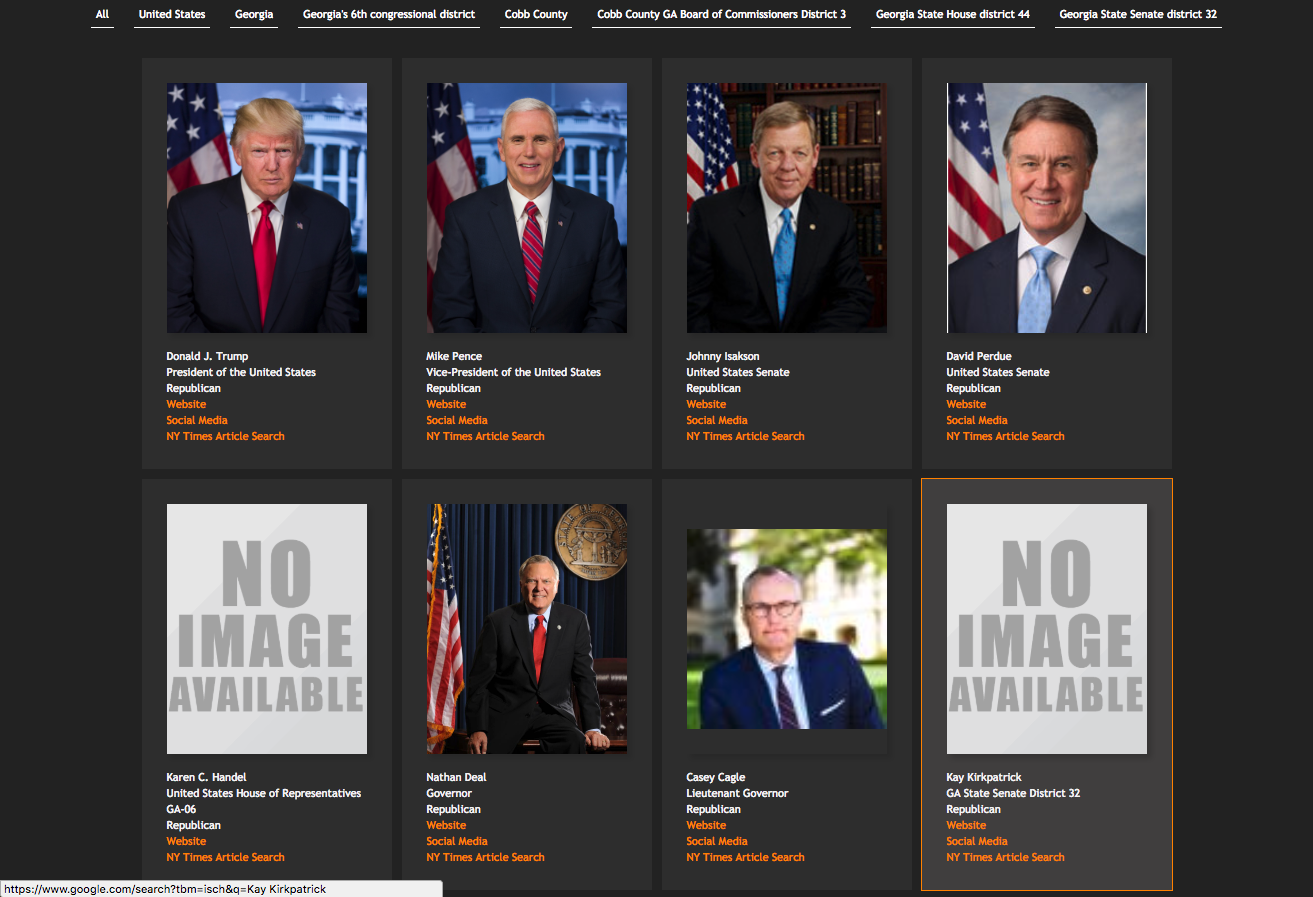 All
United States
Georgia
Georgia's 6th congressional district
Cobb County
Cobb County GA Board of Commissioners District 3
Georgia State House district 44
Georgia State Senate district 32
Donald J. Trump
President of the United States
Republican
Website
Social Media
NY Times Article Search
Mike Pence
Vice-President of the United States
Republican
Website
Social Media
NY Times Article Search
Johnny Isakson
United States Senate
Republican
Website
Social Media
NY Times Article Search
David Perdue
United States Senate
Republican
Website
Social Media
NY Times Article Search
NO
IMAGE
AVAILABLE
Karen C. Handel
United States House of Representatives
GA-06
Republican
Website
NY Times Article Search
Nathan Deal
Governor
Republican
Website
Social Media
NY Times Article Search
Casey Cagle
Lieutenant Governor
Republican
Website
Social Media
NY Times Article Search
NO
IMAGE
AVAILABLE
Kay Kirkpatrick
GA State Senate District 32
Republican
Website
Social Media
NY Times Article Search
https://www.google.com/search?tbm=isch&q=Kay Kirkpatrick